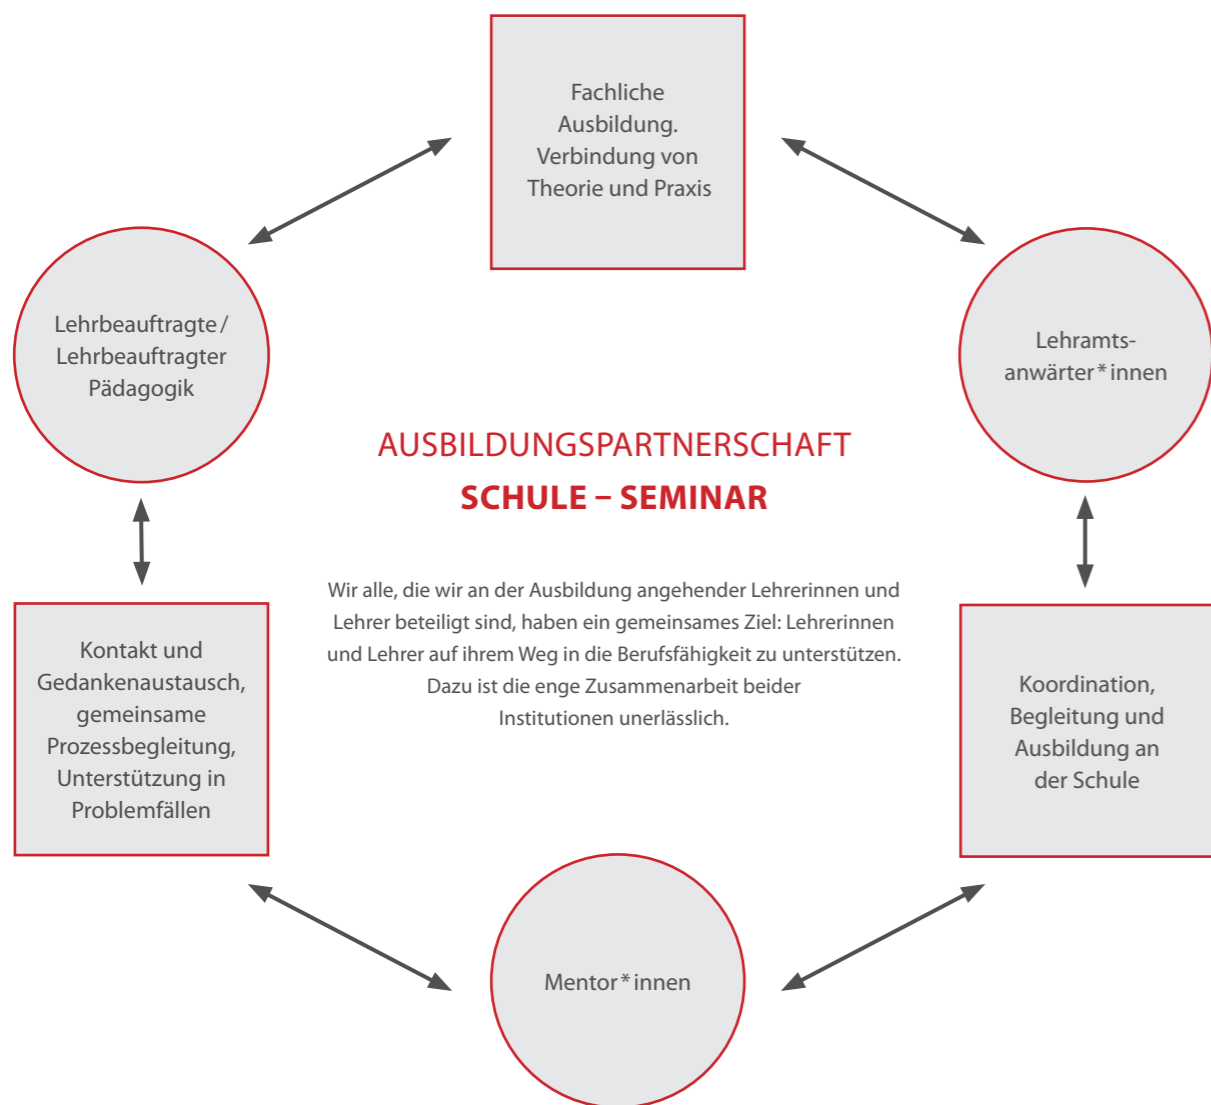 Fachliche
Ausbildung.
Verbindung von
Theorie und Praxis
Lehrbeauftragte /
Lehrbeauftragter
Pädagogik
Lehramts-
anwärter * innen
AUSBILDUNGSPARTNERSCHAFT
SCHULE – SEMINAR
Wir alle, die wir an der Ausbildung angehender Lehrerinnen und
Lehrer beteiligt sind, haben ein gemeinsames Ziel: Lehrerinnen
und Lehrer auf ihrem Weg in die Berufsfähigkeit zu unterstützen.
Dazu ist die enge Zusammenarbeit beider
Institutionen unerlässlich.
Kontakt und
Gedankenaustausch,
gemeinsame
Prozessbegleitung,
Unterstützung in
Problemfällen
Koordination,
Begleitung und
Ausbildung an
der Schule
Mentor * innen